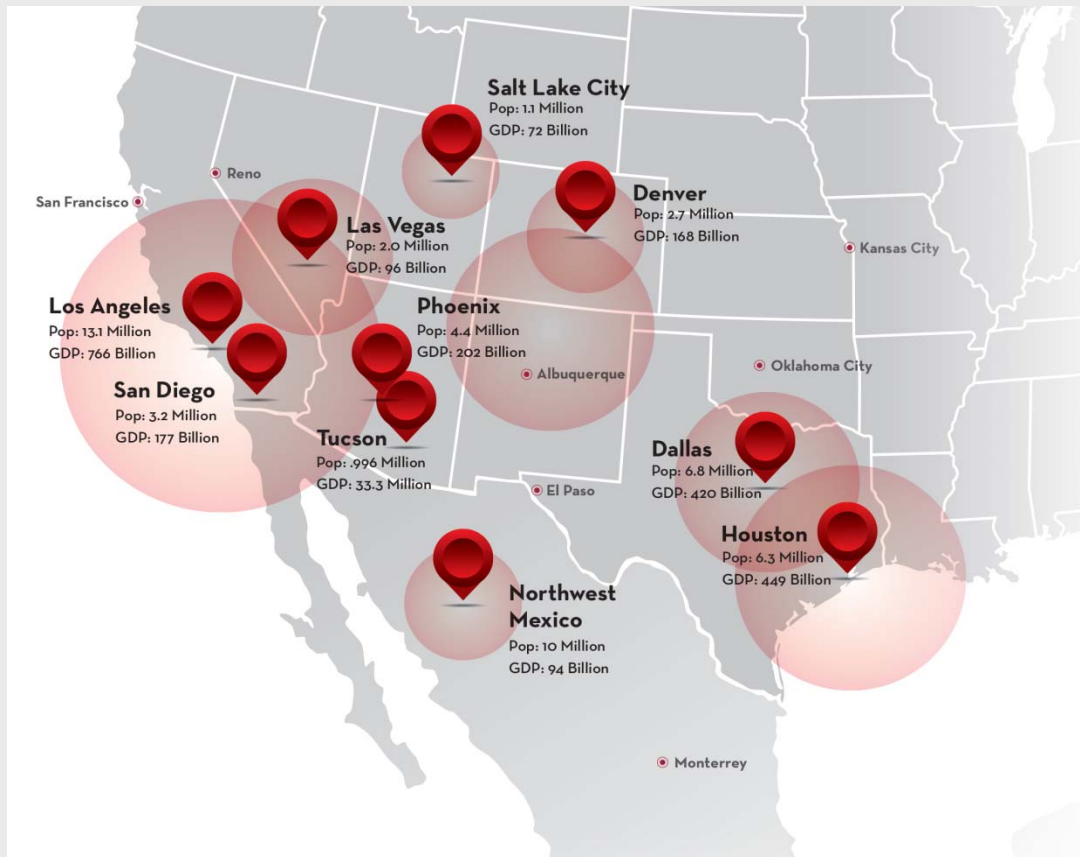 Salt Lake City
Pop: 1.1 Million
GDP: 72 Billion
Reno
San Francisco
Denver
Pop: 2.7 Million
GDP: 168 Billion
Las Vegas
Pop: 2.0 Million
GDP: 96 Billion
Kansas City
Los Angeles
Pop: 13.1 Million
GDP: 766 Billion
Phoenix
Pop: 4.4 Million
GDP: 202 Billion
Albuquerque
Oklahoma City
San Diego
Pop: 3.2 Million
GDP: 177 Billion
Tucson
Pop: .996 Million
GDP: 33.3 Million
Dallas
Pop: 6.8 Million
GDP: 420 Billion
El Paso
Houston
Pop: 6.3 Million
GDP: 449 Billion
Northwest
Mexico
Pop: 10 Million
GDP: 94 Billion
Monterrey